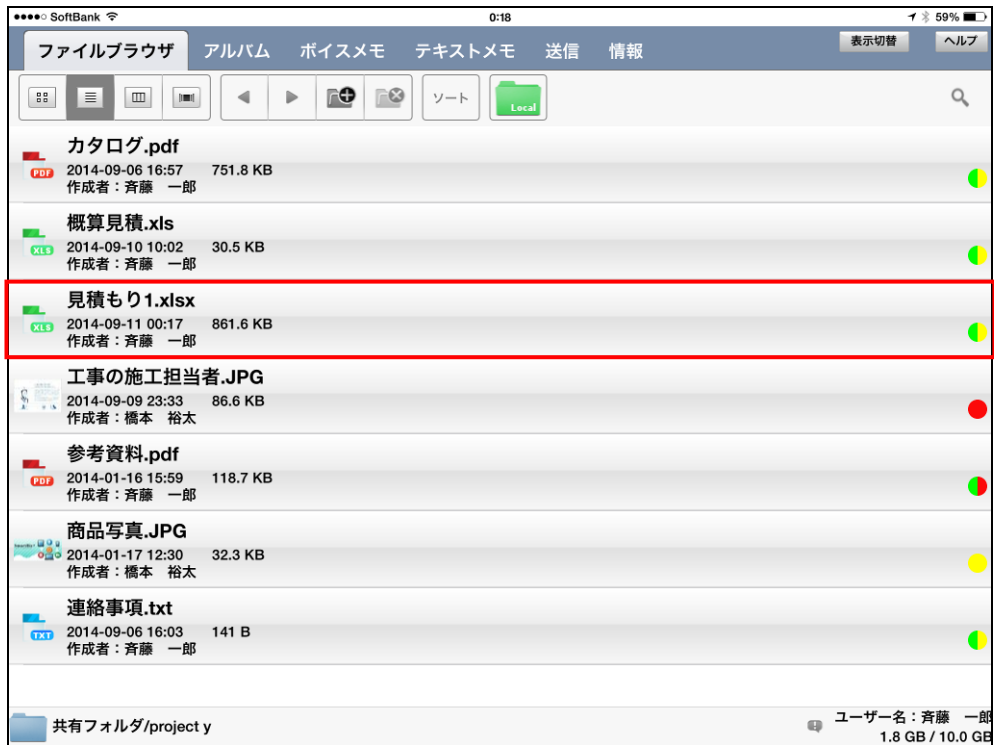 SoftBank 0:18 59%
ファイルブラウザ アルバム ボイスメモ テキストメモ 送信 情報 表示切替 ヘルプ
ソート Local
カタログ.pdf
PDF 2014-09-06 16:57 751.8 KB
作成者：斉藤　一郎
概算見積.xls
XLS 2014-09-10 10:02 30.5 KB
作成者：斉藤　一郎
見積もり1.xlsx
XLS 2014-09-11 00:17 861.6 KB
作成者：斉藤　一郎
工事の施工担当者.JPG
2014-09-09 23:33 86.6 KB
作成者：橋本　裕太
参考資料.pdf
PDF 2014-01-16 15:59 118.7 KB
作成者：斉藤　一郎
商品写真.JPG
2014-01-17 12:30 32.3 KB
作成者：橋本　裕太
連絡事項.txt
TXT 2014-09-06 16:03 141 B
作成者：斉藤　一郎
共有フォルダ/project y
ユーザー名：斉藤　一郎
1.8 GB / 10.0 GB